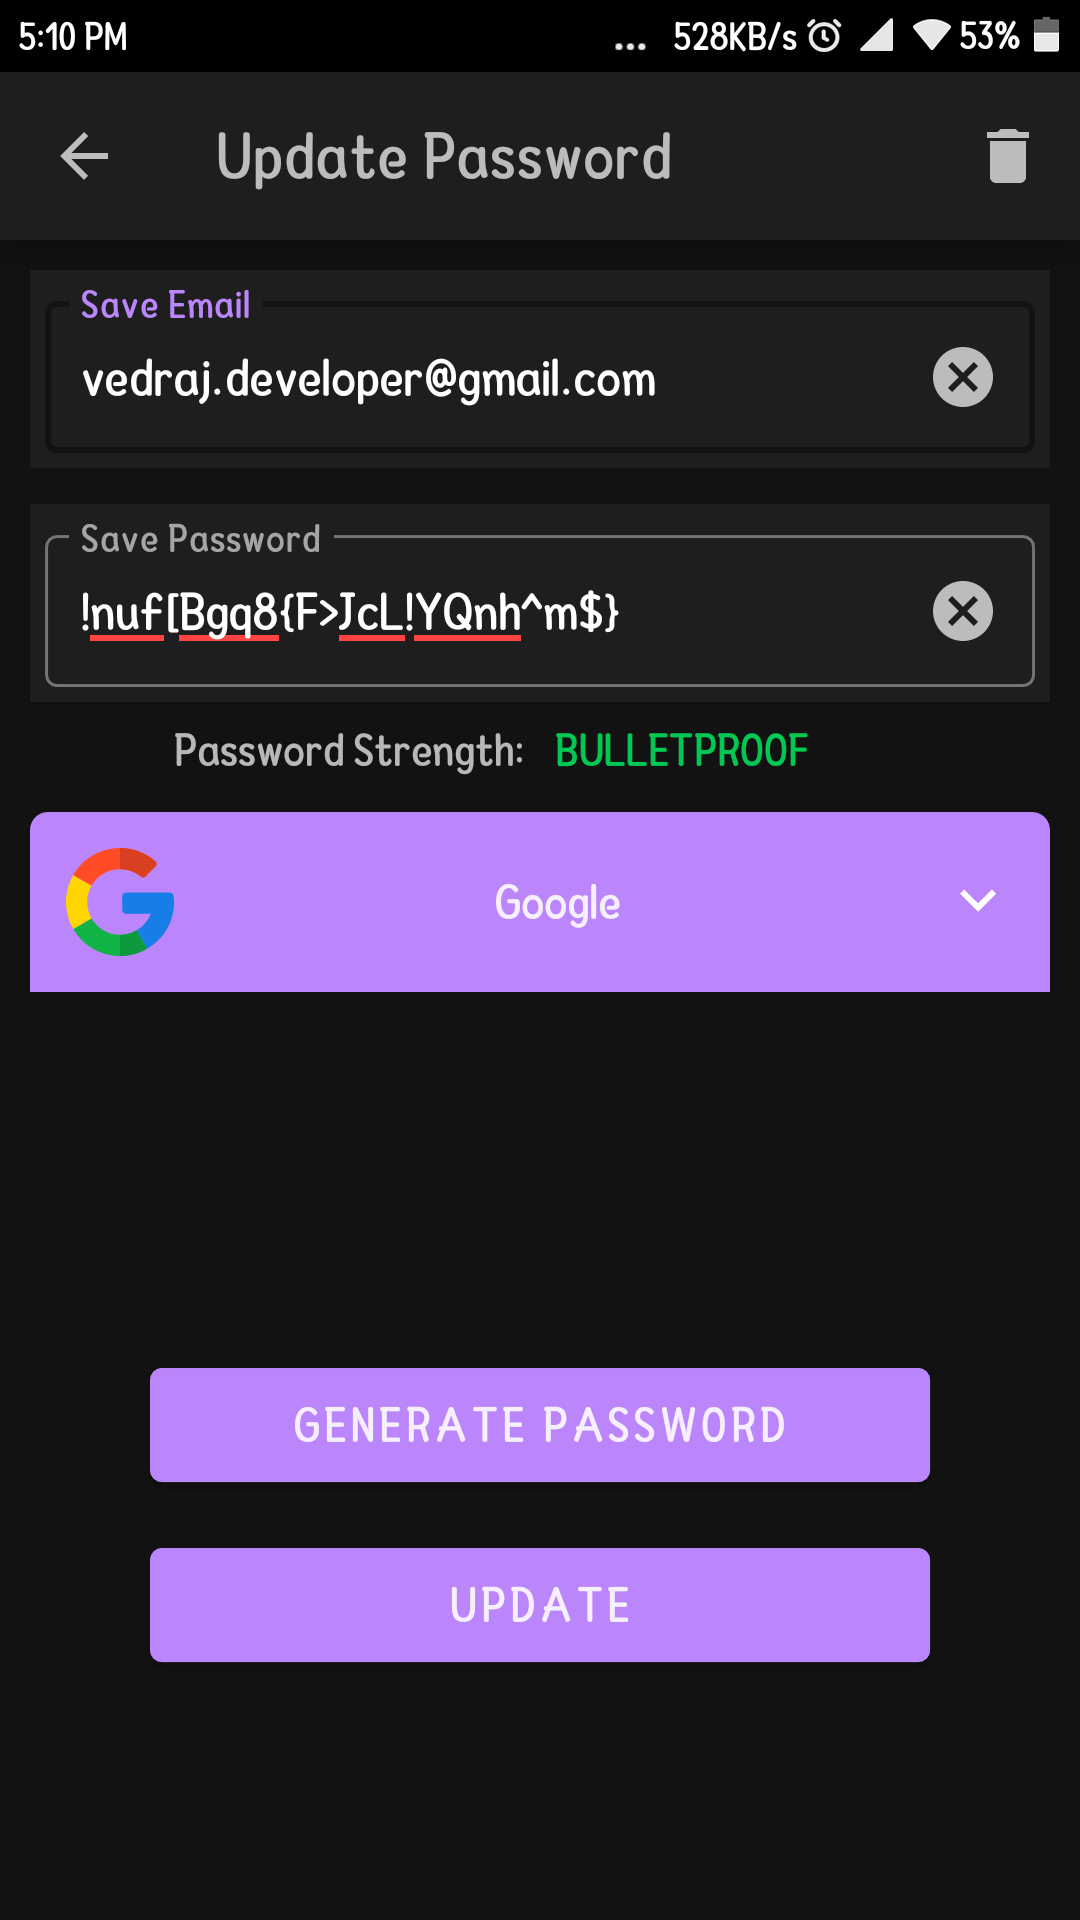 5:10 PM ... 528KB/s 53%
Update Password
Save Email
vedraj.developer@gmail.com
Save Password
!nuf[Bgq8{F>JcL!YQnh^m$}
Password Strength: BULLETPROOF
Google
GENERATE PASSWORD
UPDATE